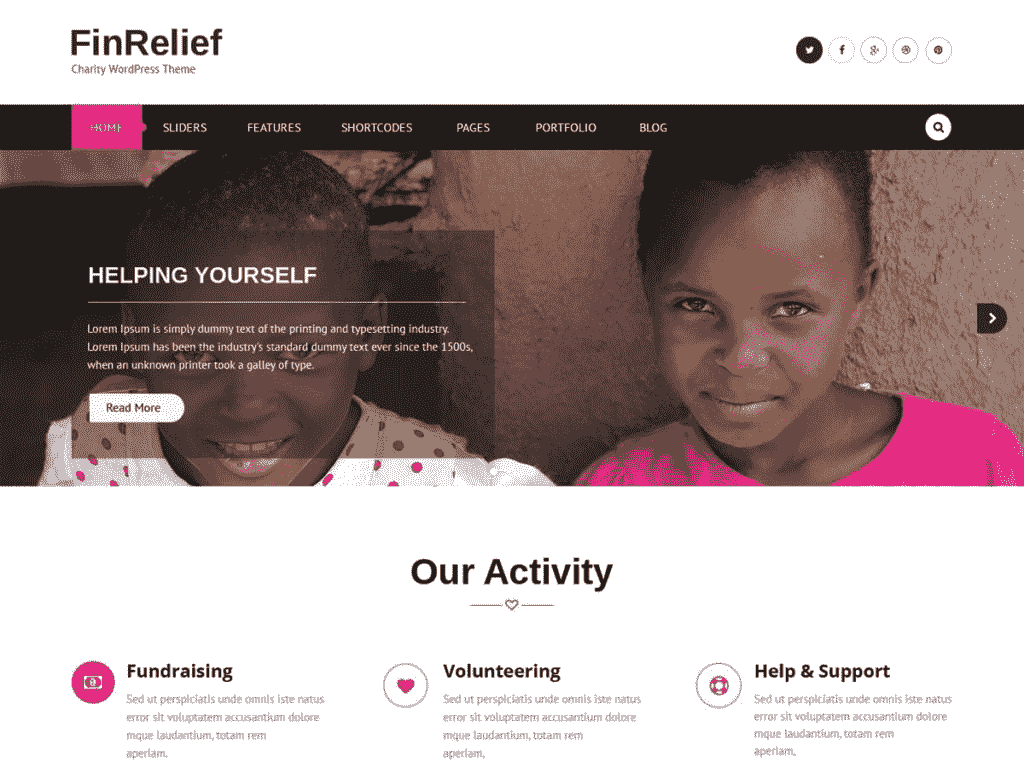 FinRelief
Charity WordPress Theme
HOME SLIDERS FEATURES SHORTCODES PAGES PORTFOLIO BLOG
HELPING YOURSELF
Lorem Ipsum is simply dummy text of the printing and typesetting industry.
Lorem Ipsum has been the industry's standard dummy text ever since the 1500s,
when an unknown printer took a galley of type.
Read More
Our Activity
Fundraising
Sed ut perspiciatis unde omnis iste natus
error sit voluptatem accusantium dolore
mque laudantium, totam rem
aperiam.
Volunteering
Sed ut perspiciatis unde omnis iste natus
error sit voluptatem accusantium dolore
mque laudantium, totam rem
aperiam,
Help & Support
Sed ut perspiciatis unde omnis iste natus
error sit voluptatem accusantium dolore
mque laudantium, totam rem
aperiam,